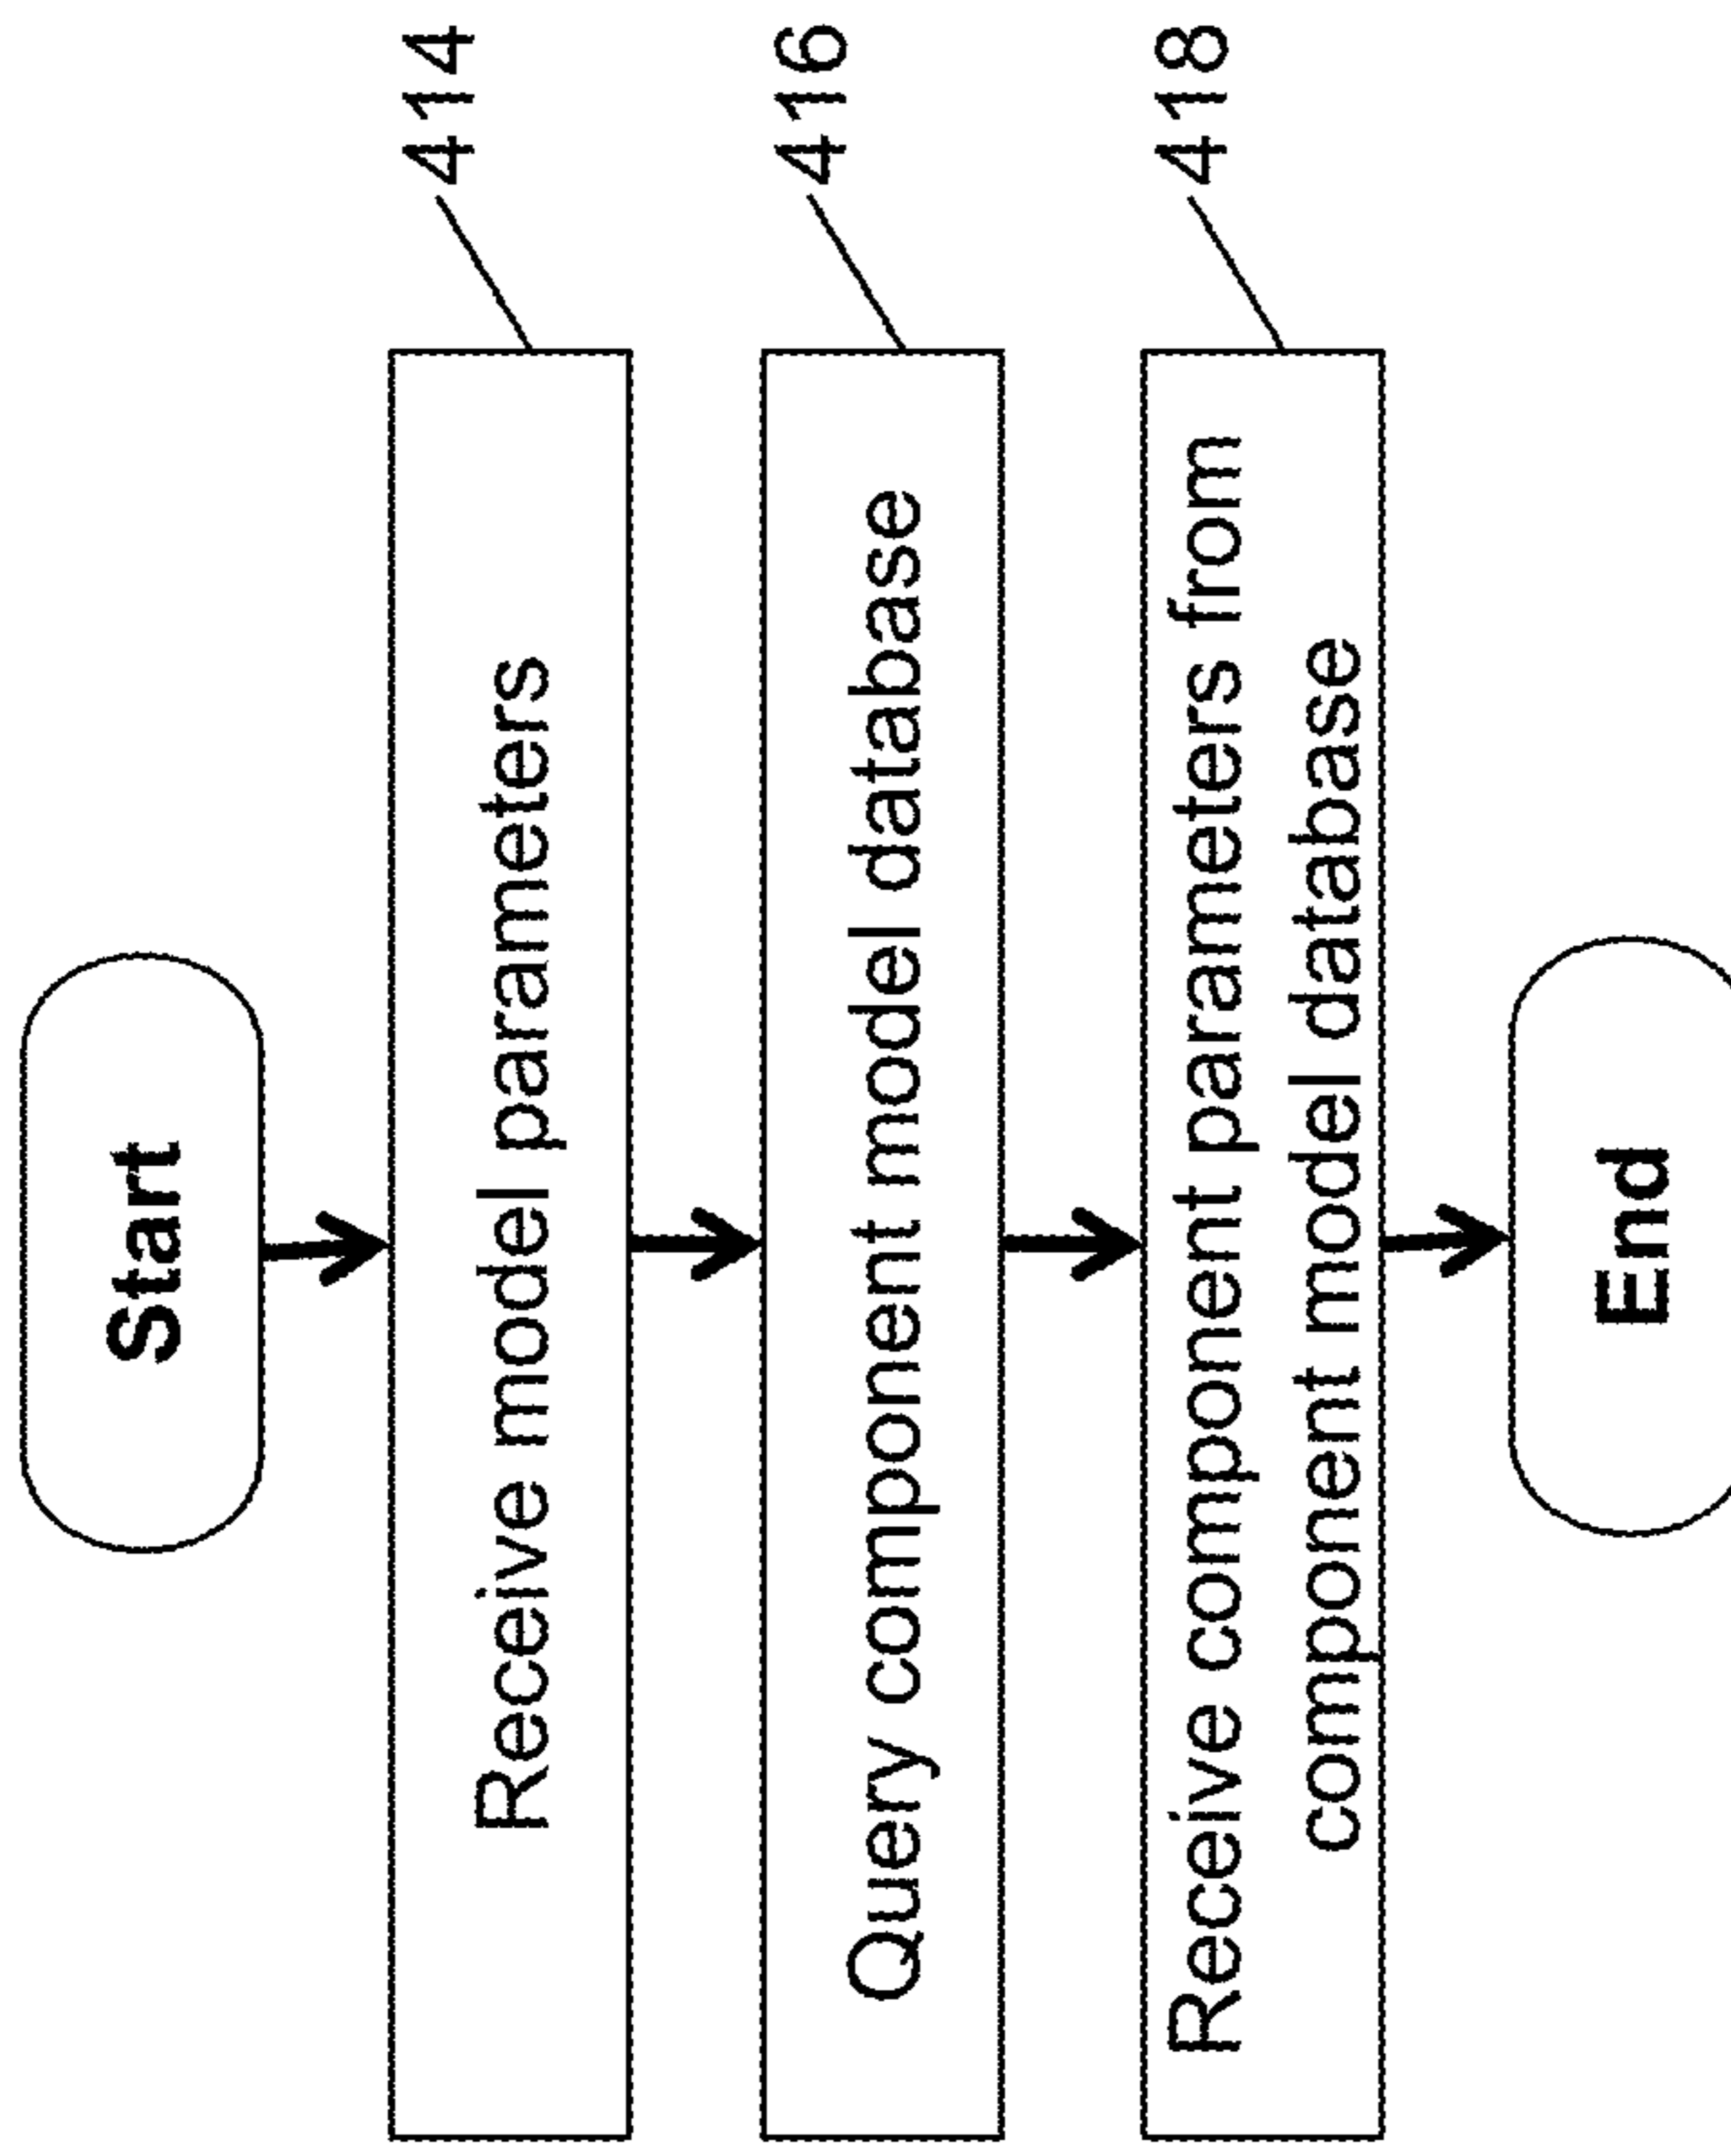 Start
Receive model parameters
414
Query component model database
416
Receive component parameters from
component model database
418
End